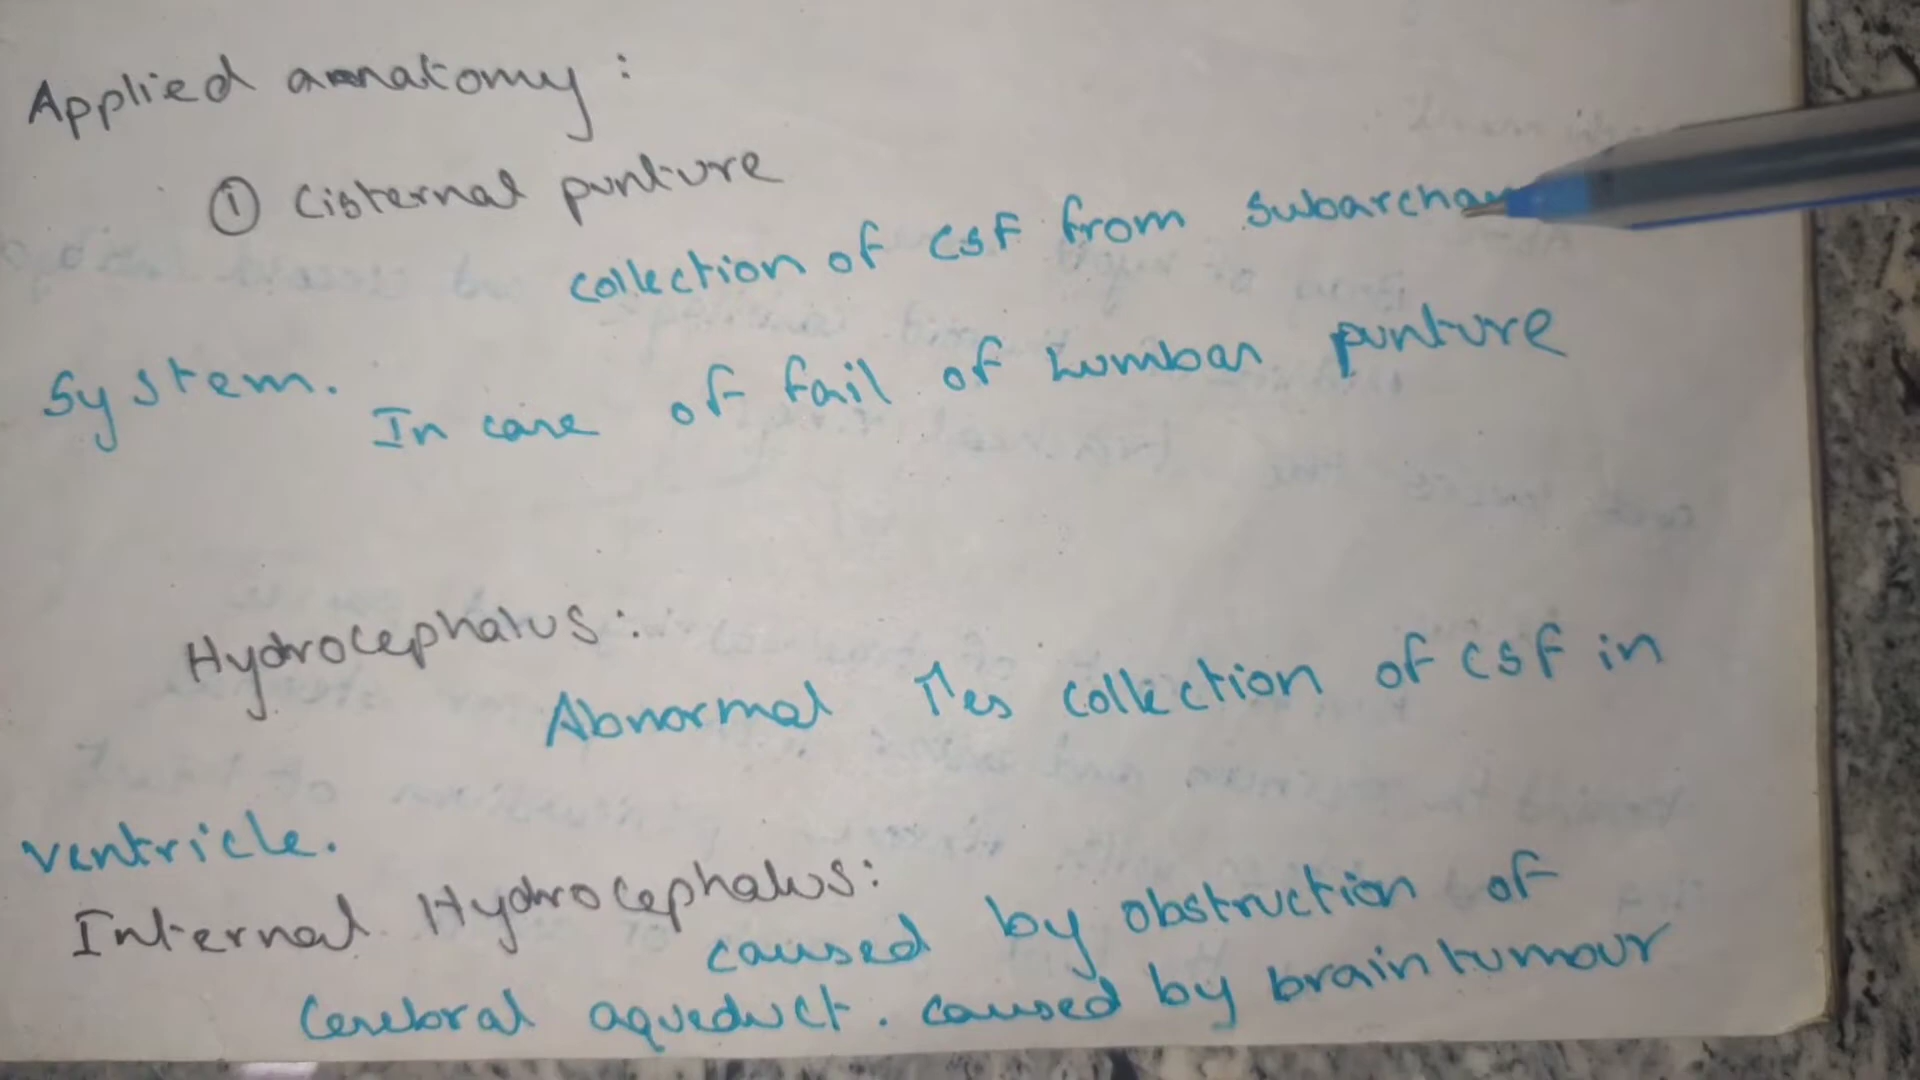 Applied anatomy:
① Cisternal punture
collection of CSF from subarchan
System. In case of fail of Lumbar punture
Hydrocephalus:
Abnormal ↑es collection of CSF in
ventricle.
Internal Hydrocephalus:
caused by obstruction of
Cerebral aqueduct. caused by brain tumour